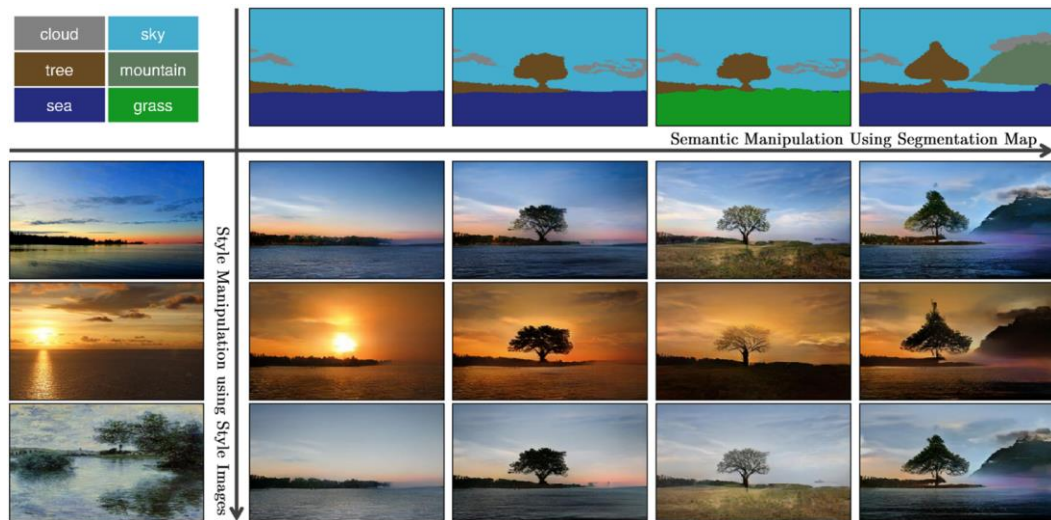 cloud sky
tree mountain
sea grass
Semantic Manipulation Using Segmentation Map
Style Manipulation using Style Images